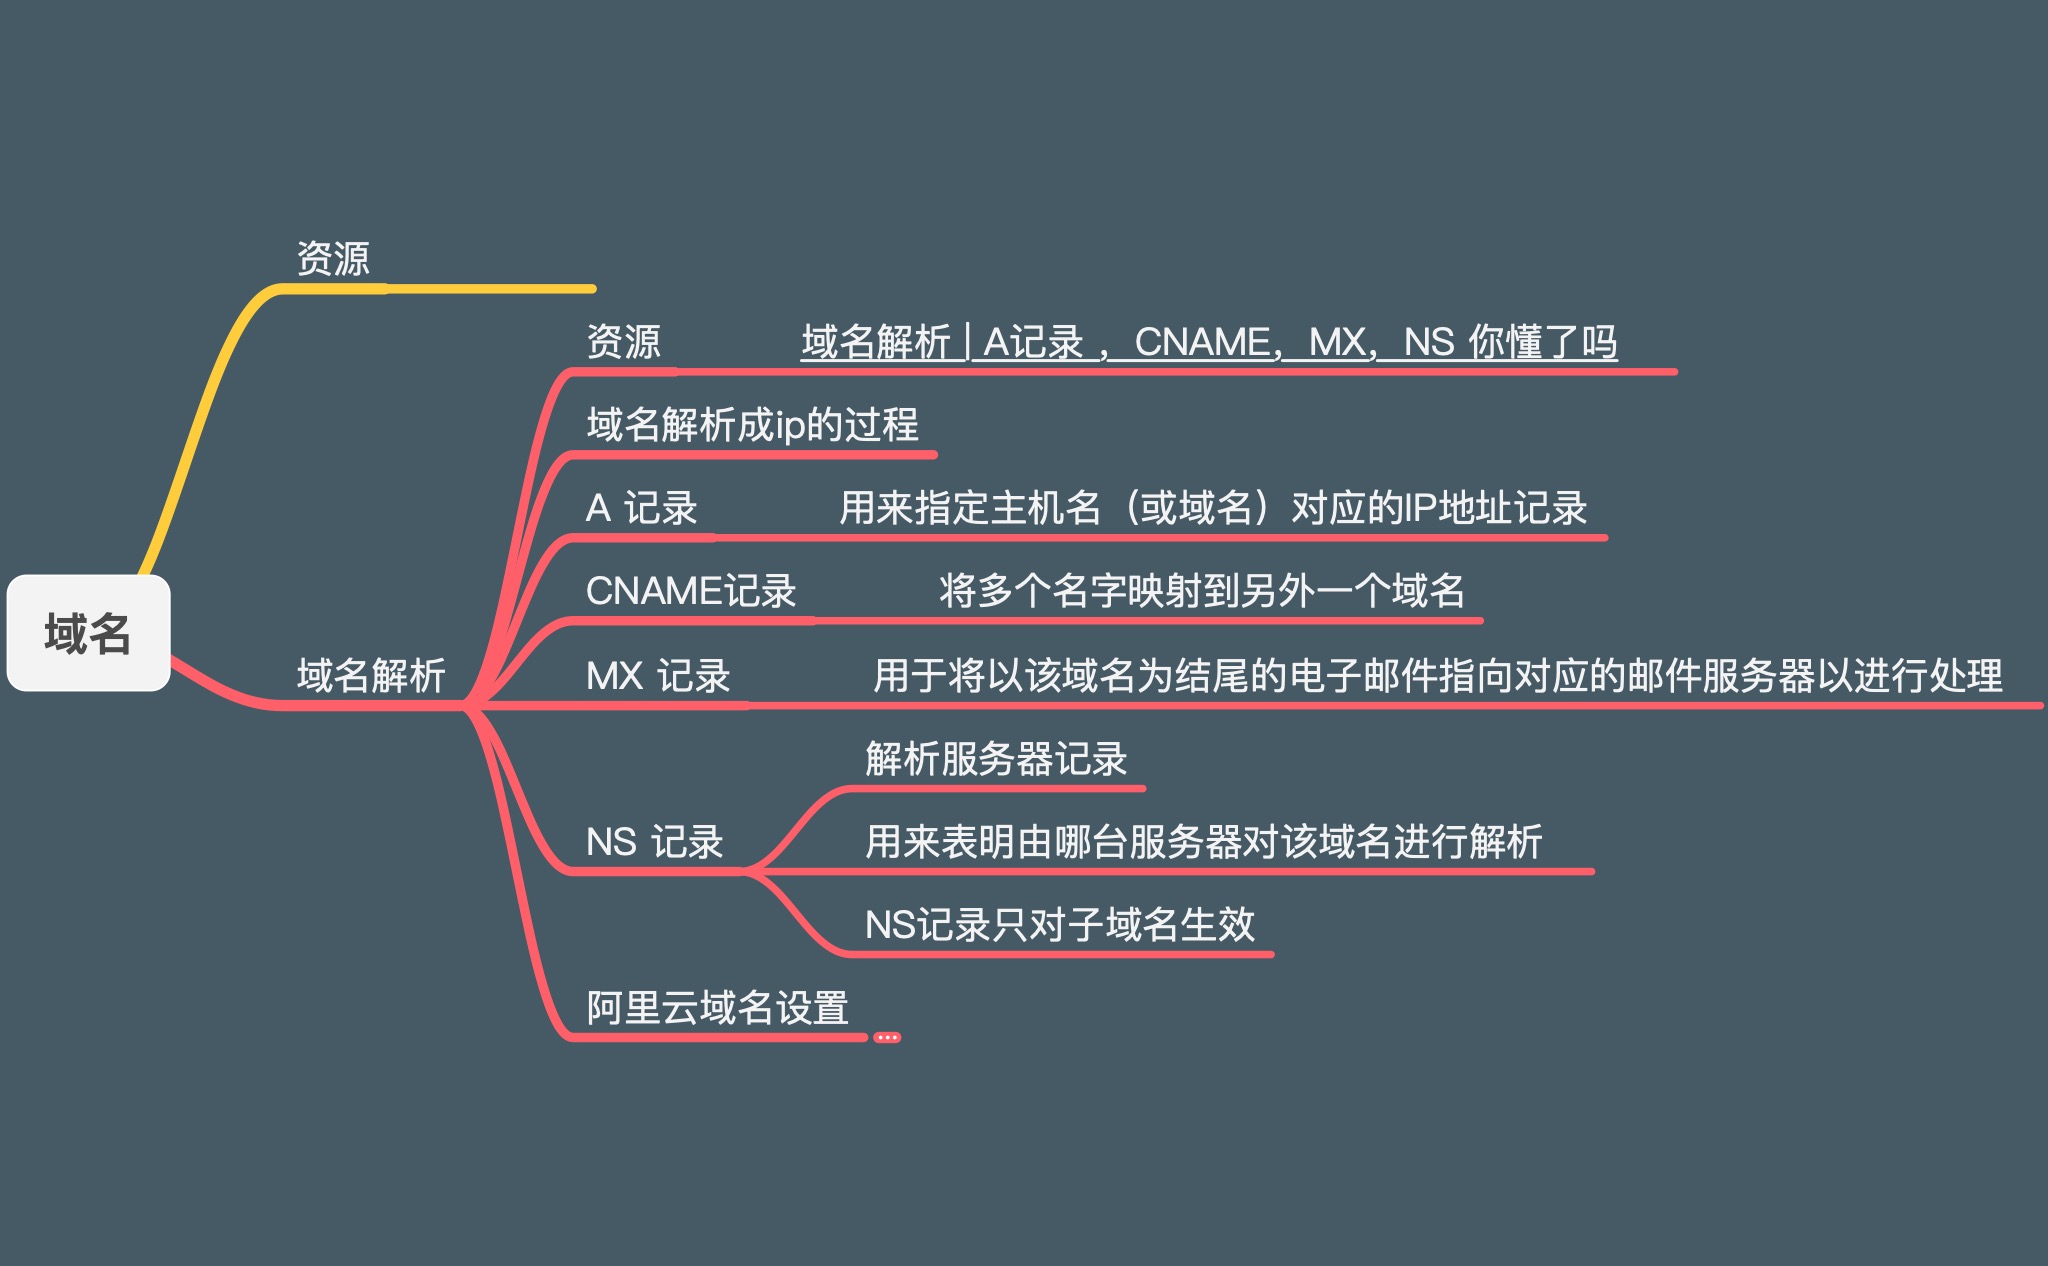 资源
资源
域名解析 | A记录 ，CNAME，MX，NS 你懂了吗
域名解析成ip的过程
A 记录
用来指定主机名（或域名）对应的IP地址记录
CNAME记录
将多个名字映射到另外一个域名
域名
域名解析
MX 记录
用于将以该域名为结尾的电子邮件指向对应的邮件服务器以进行处理
解析服务器记录
NS 记录
用来表明由哪台服务器对该域名进行解析
NS记录只对子域名生效
阿里云域名设置